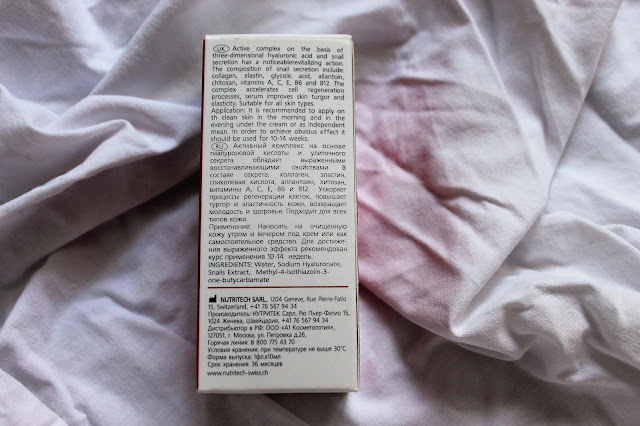 UK Active complex on the basis of
three-dimensional hyaluronic acid and snail
secretion has a noticeablerevitalizing action.
The composition of snail secretion include:
collagen, elastin, glycolic acid, allantoin,
chitosan, vitamins A, C, E, B6 and B12. The
complex accelerates cell regeneration
processes, serum improves skin turgor and
elasticity. Suitable for all skin types.
Application: It is recommended to apply on
th clean skin in the morning and in the
evening under the cream or as independent
mean. In order to achieve obvious effect it
should be used for 10-14 weeks.
RU Активный комплекс на основе
гиалуроновой кислоты и улиточного
секрета обладает выраженными
восстанавливающими свойствами. В
составе секрета: коллаген, эластин,
гликолевая кислота, аллантоин, хитозан,
витамины А, С, Е, В6 и В12. Ускоряет
процессы регенерации клеток, повышает
тургор и эластичность кожи, возвращает
молодость и здоровье. Подходит для всех
типов кожи.
Применение: Наносить на очищенную
кожу утром и вечером под крем или как
самостоятельное средство. Для достиже-
ния выраженного эффекта рекомендован
курс применения 10-14 недель.
INGREDIENTS: Water, Sodium Hyaluronate,
Snails Extract, Methyl-4-isothiazolin-3-
one-butycarbamate
NUTRITECH SARL, 1204 Geneve, Rue Pierre-Fatio
15, Switzerland, +41 76 567 94 34
Производитель: НУТРИТЕК Сарл, Рю Пьер-Фатио 15,
1024 Женева, Швейцария, +41 76 567 94 34
Дистрибьютор в РФ: ООО «А1 Косметология»,
127051, г. Москва, ул. Петровка д.26,
Горячая линия: 8 800 775 43 70
Условия хранения: при температуре не выше 30°C
Форма выпуска: 1фл.x10мл
Срок хранения: 36 месяцев
www.nutritech-swiss.ch